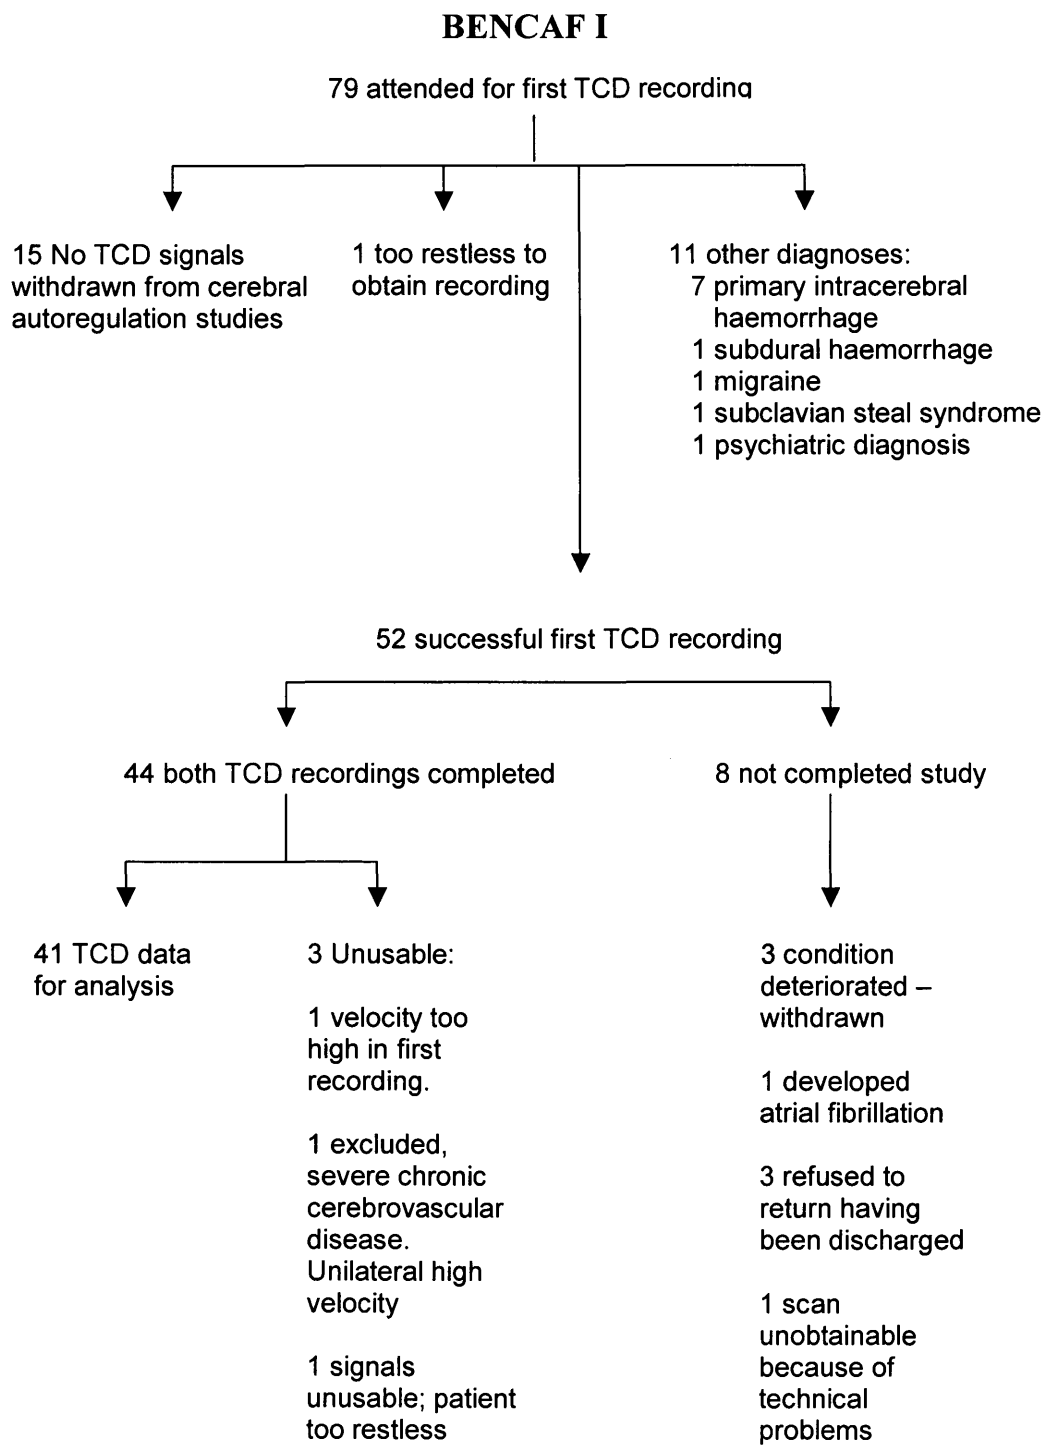 BENCAF I
79 attended for first TCD recording
15 No TCD signals
withdrawn from cerebral
autoregulation studies
1 too restless to
obtain recording
11 other diagnoses:
7 primary intracerebral
haemorrhage
1 subdural haemorrhage
1 migraine
1 subclavian steal syndrome
1 psychiatric diagnosis
52 successful first TCD recording
44 both TCD recordings completed
8 not completed study
41 TCD data
for analysis
3 Unusable:
1 velocity too
high in first
recording.
1 excluded,
severe chronic
cerebrovascular
disease.
Unilateral high
velocity
1 signals
unusable; patient
too restless
3 condition
deteriorated –
withdrawn
1 developed
atrial fibrillation
3 refused to
return having
been discharged
1 scan
unobtainable
because of
technical
problems